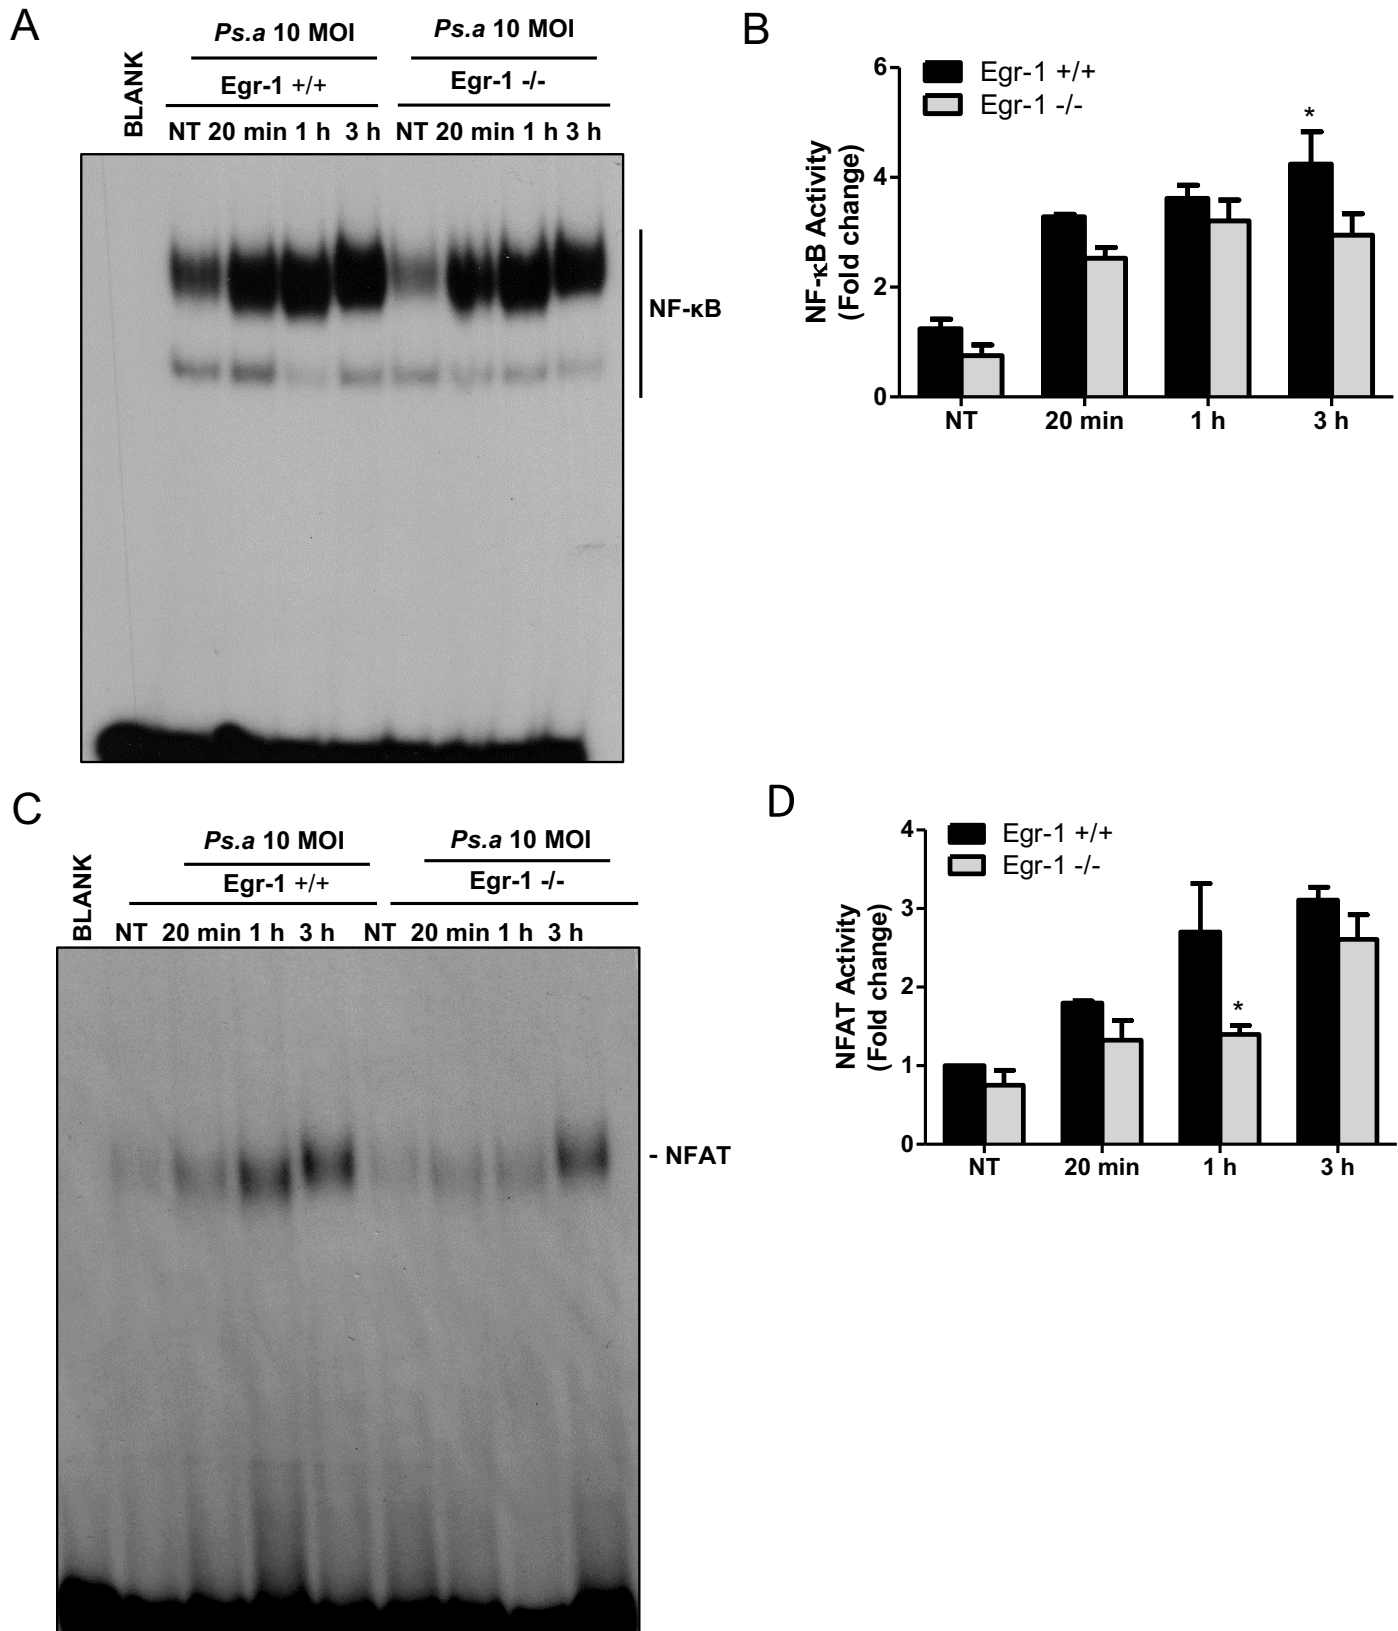 A
BLANK
Ps.a 10 MOI
Ps.a 10 MOI
Egr-1 +/+
Egr-1 -/-
NT 20 min 1 h 3 h NT 20 min 1 h 3 h
NF-κB
B
Egr-1 +/+
Egr-1 -/-
NF-κB Activity
(Fold change)
6
4
2
0
*
NT 20 min 1 h 3 h
C
BLANK
Ps.a 10 MOI
Ps.a 10 MOI
Egr-1 +/+
Egr-1 -/-
NT 20 min 1 h 3 h NT 20 min 1 h 3 h
- NFAT
D
Egr-1 +/+
Egr-1 -/-
NFAT Activity
(Fold change)
4
3
2
1
0
*
NT 20 min 1 h 3 h